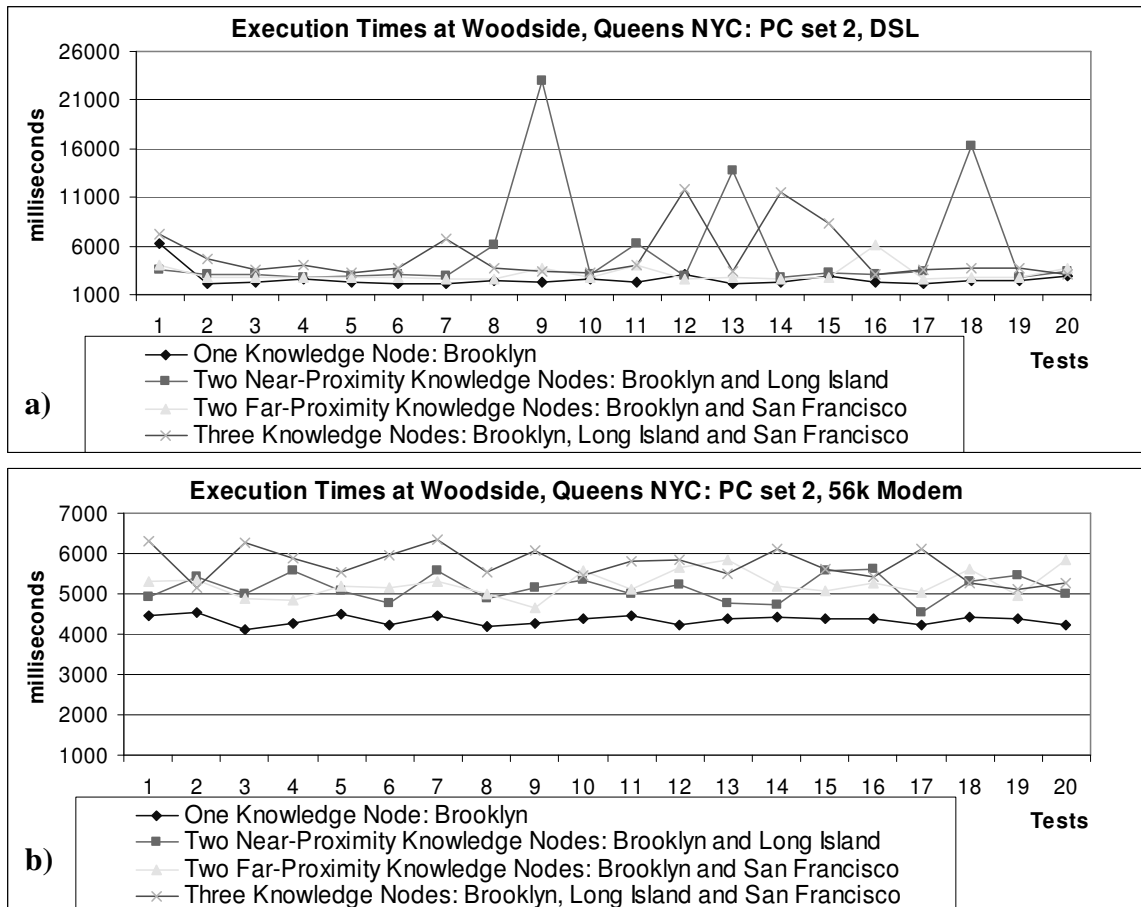 Execution Times at Woodside, Queens NYC: PC set 2, DSL
26000
21000
16000
11000
6000
1000
milliseconds
1 2 3 4 5 6 7 8 9 10 11 12 13 14 15 16 17 18 19 20
Tests
One Knowledge Node: Brooklyn
Two Near-Proximity Knowledge Nodes: Brooklyn and Long Island
Two Far-Proximity Knowledge Nodes: Brooklyn and San Francisco
Three Knowledge Nodes: Brooklyn, Long Island and San Francisco
a)
Execution Times at Woodside, Queens NYC: PC set 2, 56k Modem
7000
6000
5000
4000
3000
2000
1000
milliseconds
1 2 3 4 5 6 7 8 9 10 11 12 13 14 15 16 17 18 19 20
Tests
One Knowledge Node: Brooklyn
Two Near-Proximity Knowledge Nodes: Brooklyn and Long Island
Two Far-Proximity Knowledge Nodes: Brooklyn and San Francisco
Three Knowledge Nodes: Brooklyn, Long Island and San Francisco
b)